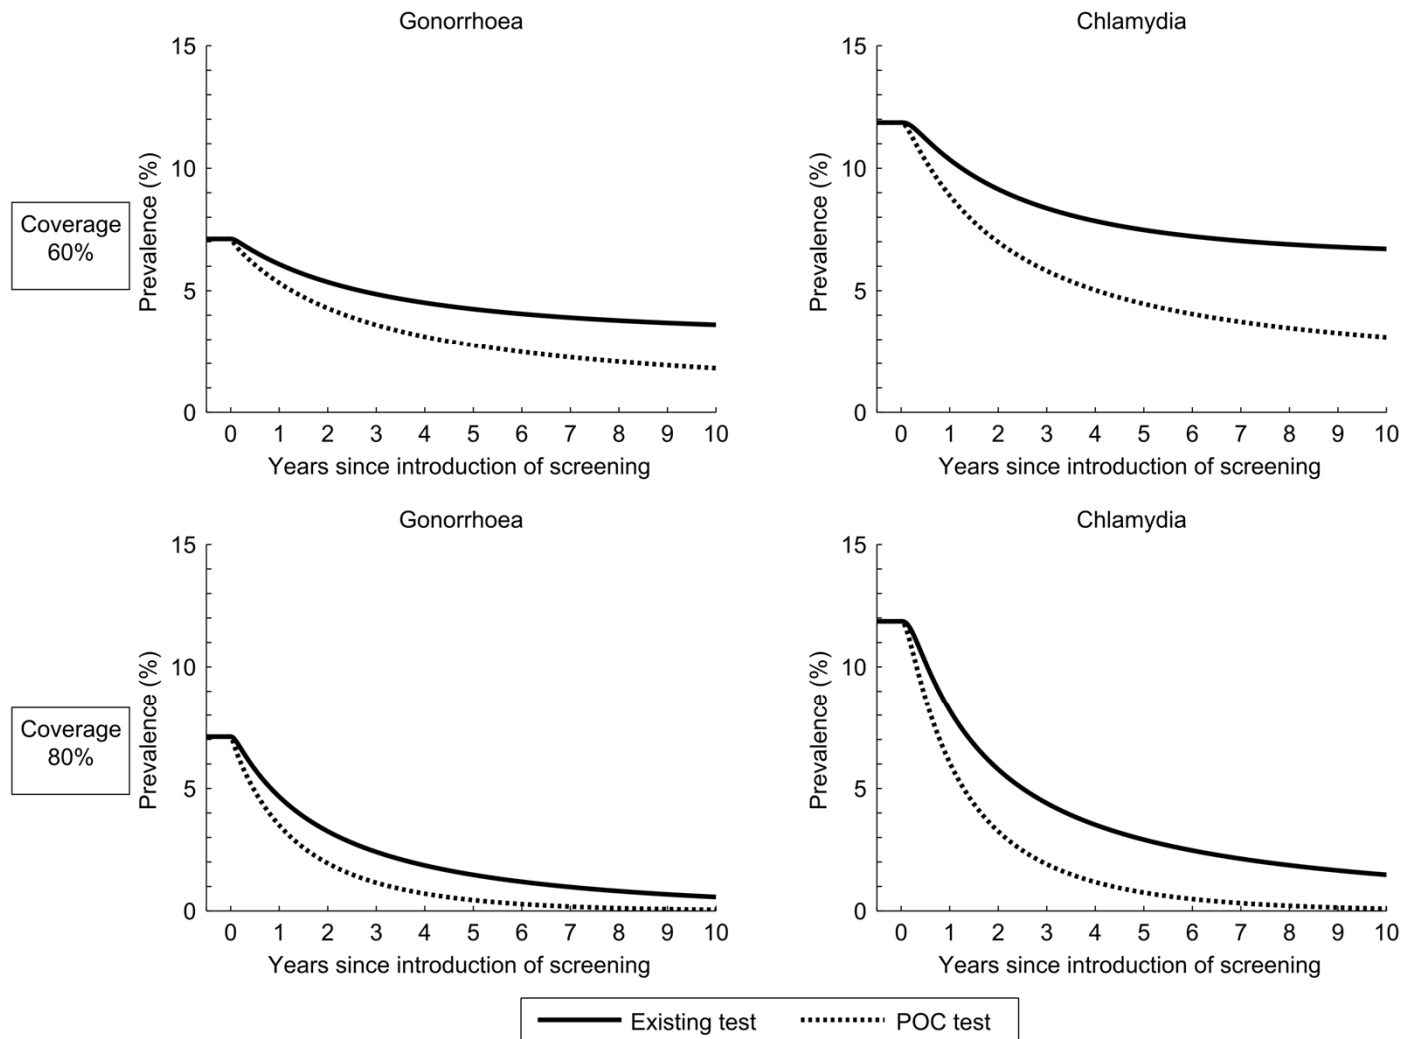 Gonorrhoea
Chlamydia
Coverage
60%
Prevalence (%)
15
10
5
0
0 1 2 3 4 5 6 7 8 9 10
Years since introduction of screening
Prevalence (%)
15
10
5
0
0 1 2 3 4 5 6 7 8 9 10
Years since introduction of screening
Gonorrhoea
Chlamydia
Coverage
80%
Prevalence (%)
15
10
5
0
0 1 2 3 4 5 6 7 8 9 10
Years since introduction of screening
Prevalence (%)
15
10
5
0
0 1 2 3 4 5 6 7 8 9 10
Years since introduction of screening
Existing test
POC test